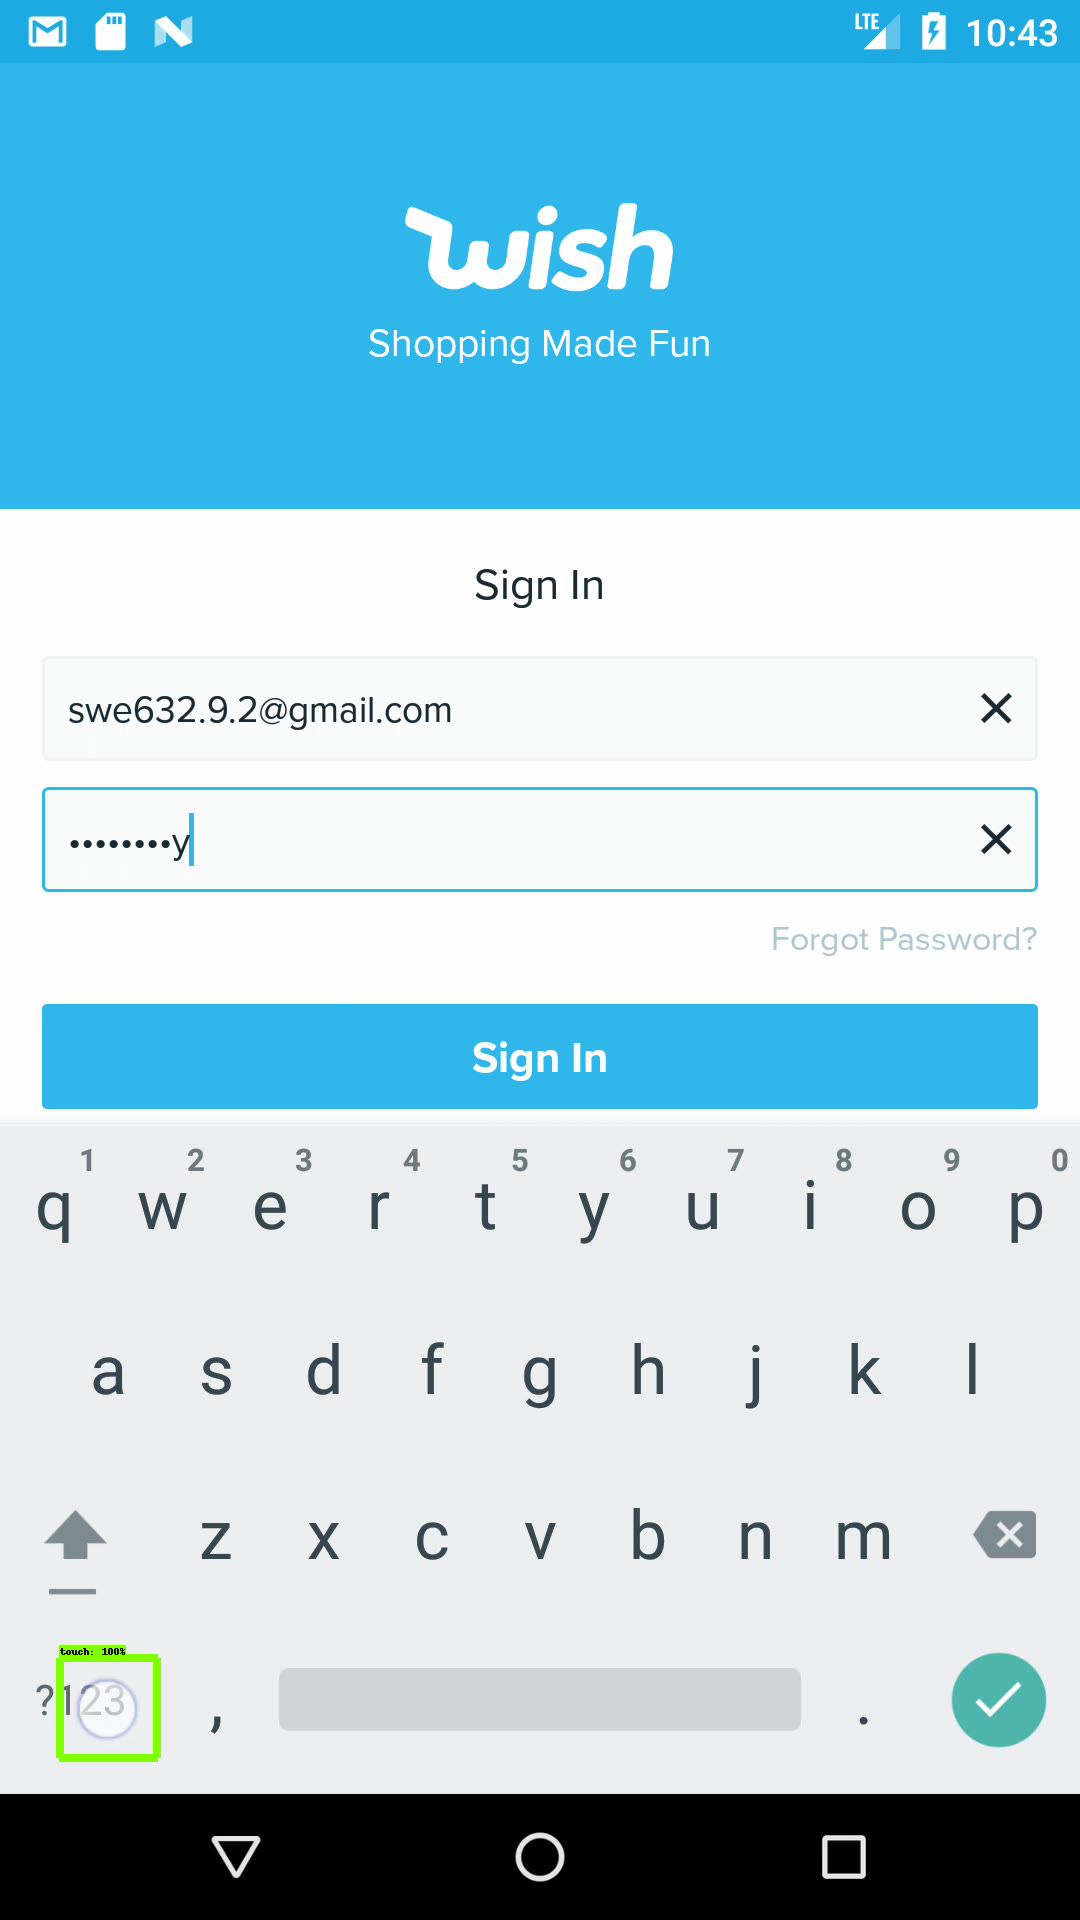 LTE 10:43
wish
Shopping Made Fun
Sign In
swe632.9.2@gmail.com
••••••••y
Forgot Password?
Sign In
1 2 3 4 5 6 7 8 9 0
q w e r t y u i o p
a s d f g h j k l
z x c v b n m
touch: 100%
?123 , .